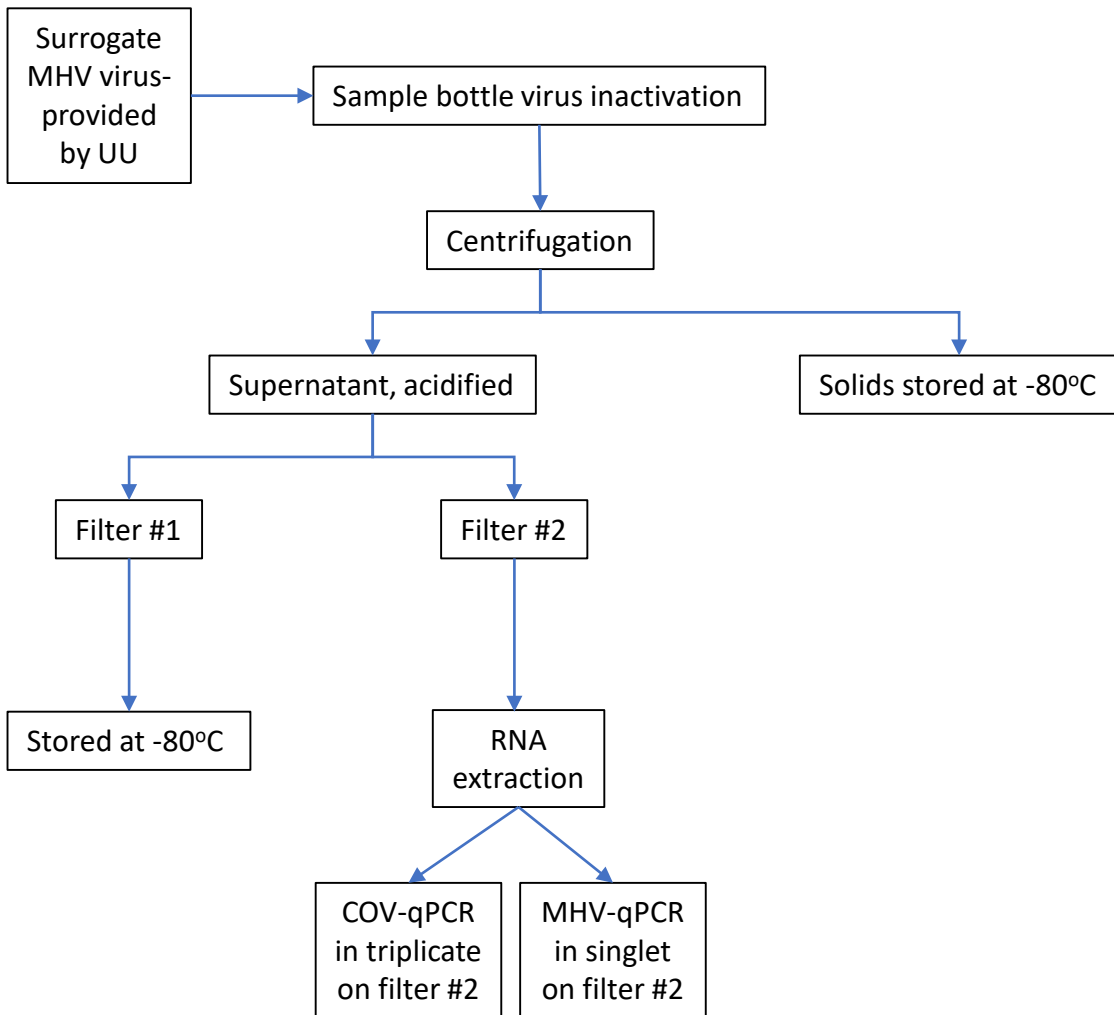 Surrogate
MHV virus-
provided
by UU
Sample bottle virus inactivation
Centrifugation
Supernatant, acidified
Solids stored at -80ºC
Filter #1
Filter #2
Stored at -80ºC
RNA
extraction
COV-qPCR
in triplicate
on filter #2
MHV-qPCR
in singlet
on filter #2